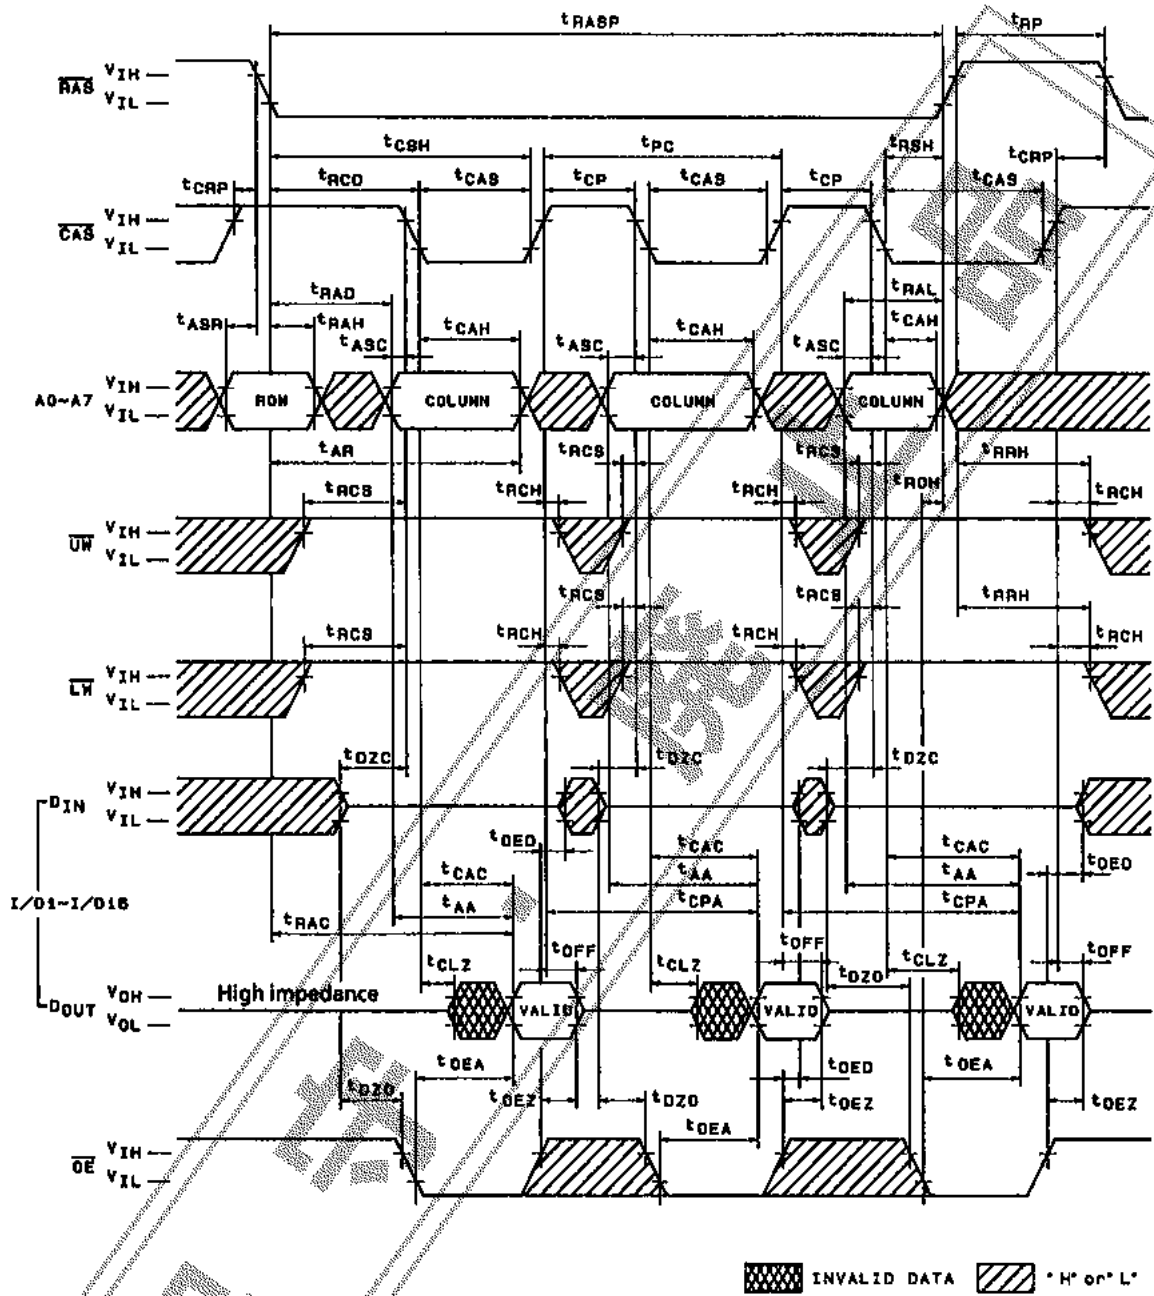 tRASP tRP
RAS VIH VIL
tCSH tPC tRSH tCRP
tCRP tRCD tCAS tCP tCAS tCP tCAS
CAS VIH VIL
tRAD tRAL
tASR tRAH tCAH tCAH tCAH
tASC tASC tASC
A0~A7 VIH VIL ROW COLUMN COLUMN COLUMN
tAR tRCS tRCS tRRH
tRCS tRCH tRCH tROH tRCH
UW VIH VIL
tRCS tRCS tRRH
tRCS tRCH tRCH tRCH
LW VIH VIL
tDZC tDZC tDZC
DIN VIH VIL
tOED tCAC tCAC tOED
tCAC tAA tAA
I/O1~I/O16
tAA tCPA tCPA
tRAC tOFF tOFF tOFF
tCLZ tCLZ tDZO tCLZ
DOUT VOH VOL High impedance VALID VALID VALID
tOEA tOED tOEA
tDZO tOEZ tDZO tOEZ tOEZ
tOEA
OE VIH VIL
INVALID DATA "H" or "L"